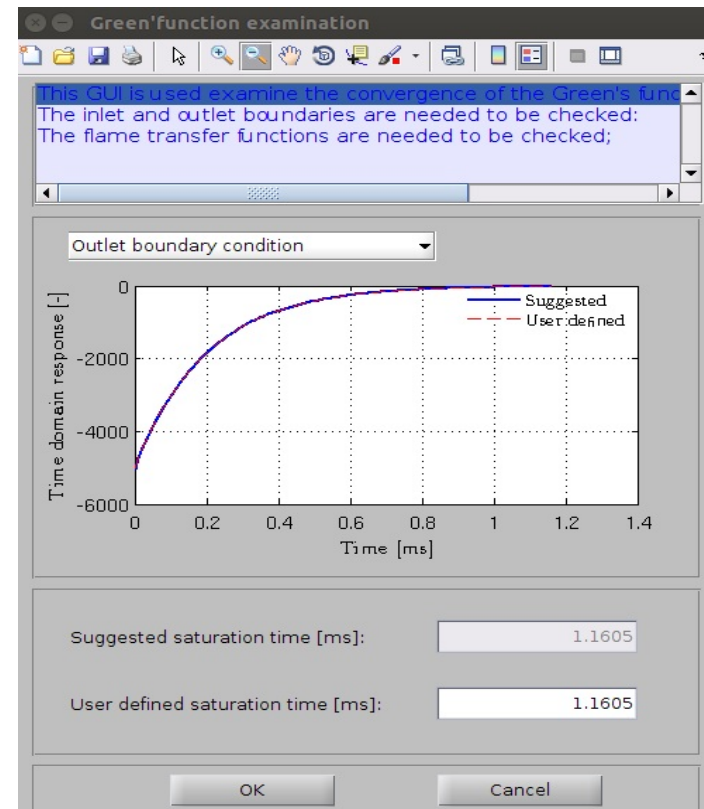 Green'function examination
This GUI is used examine the convergence of the Green's func
The inlet and outlet boundaries are needed to be checked:
The flame transfer functions are needed to be checked;
Outlet boundary condition
Time domain response [-]
0
-2000
-4000
-6000
Suggested
User defined
0 0.2 0.4 0.6 0.8 1 1.2 1.4
Time [ms]
Suggested saturation time [ms]: 1.1605
User defined saturation time [ms]: 1.1605
OK Cancel